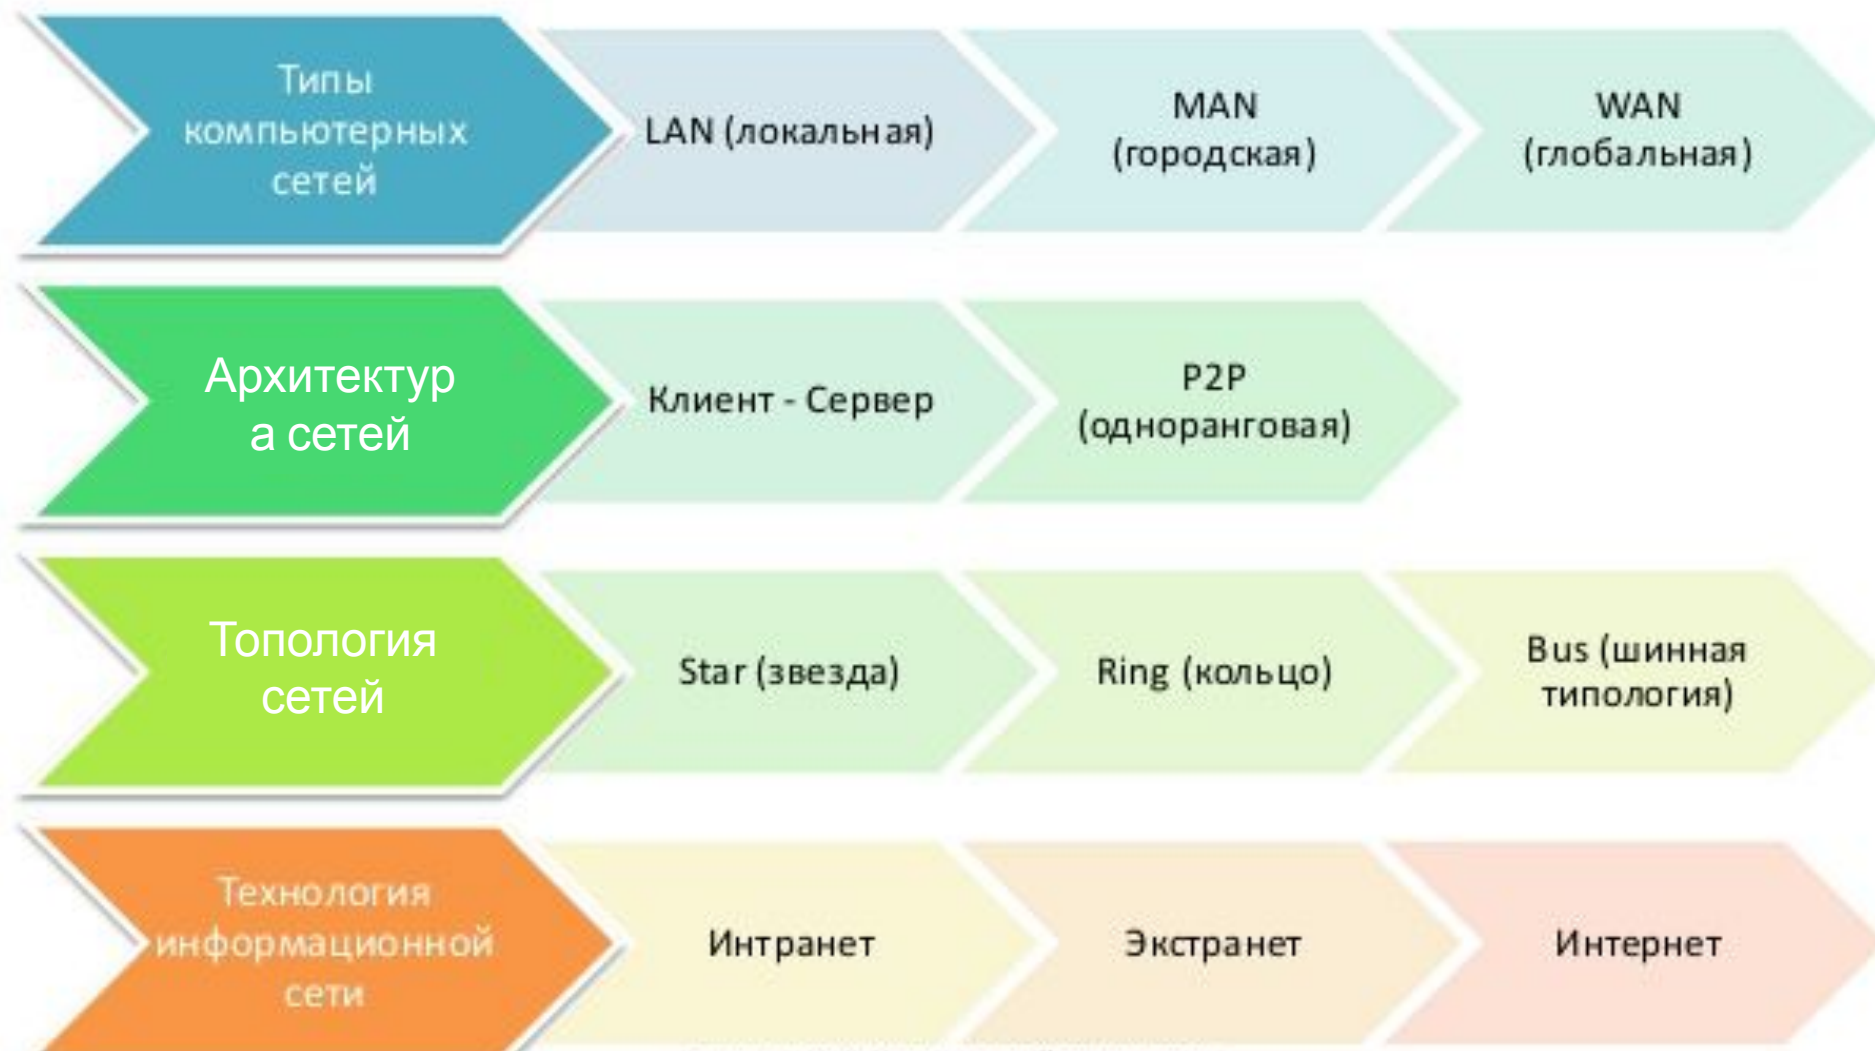 Типы
компьютерных
сетей
LAN (локальная)
MAN
(городская)
WAN
(глобальная)
Архитектур
а сетей
Клиент - Сервер
P2P
(одноранговая)
Топология
сетей
Star (звезда)
Ring (кольцо)
Bus (шинная
типология)
Технология
информационной
сети
Интранет
Экстранет
Интернет